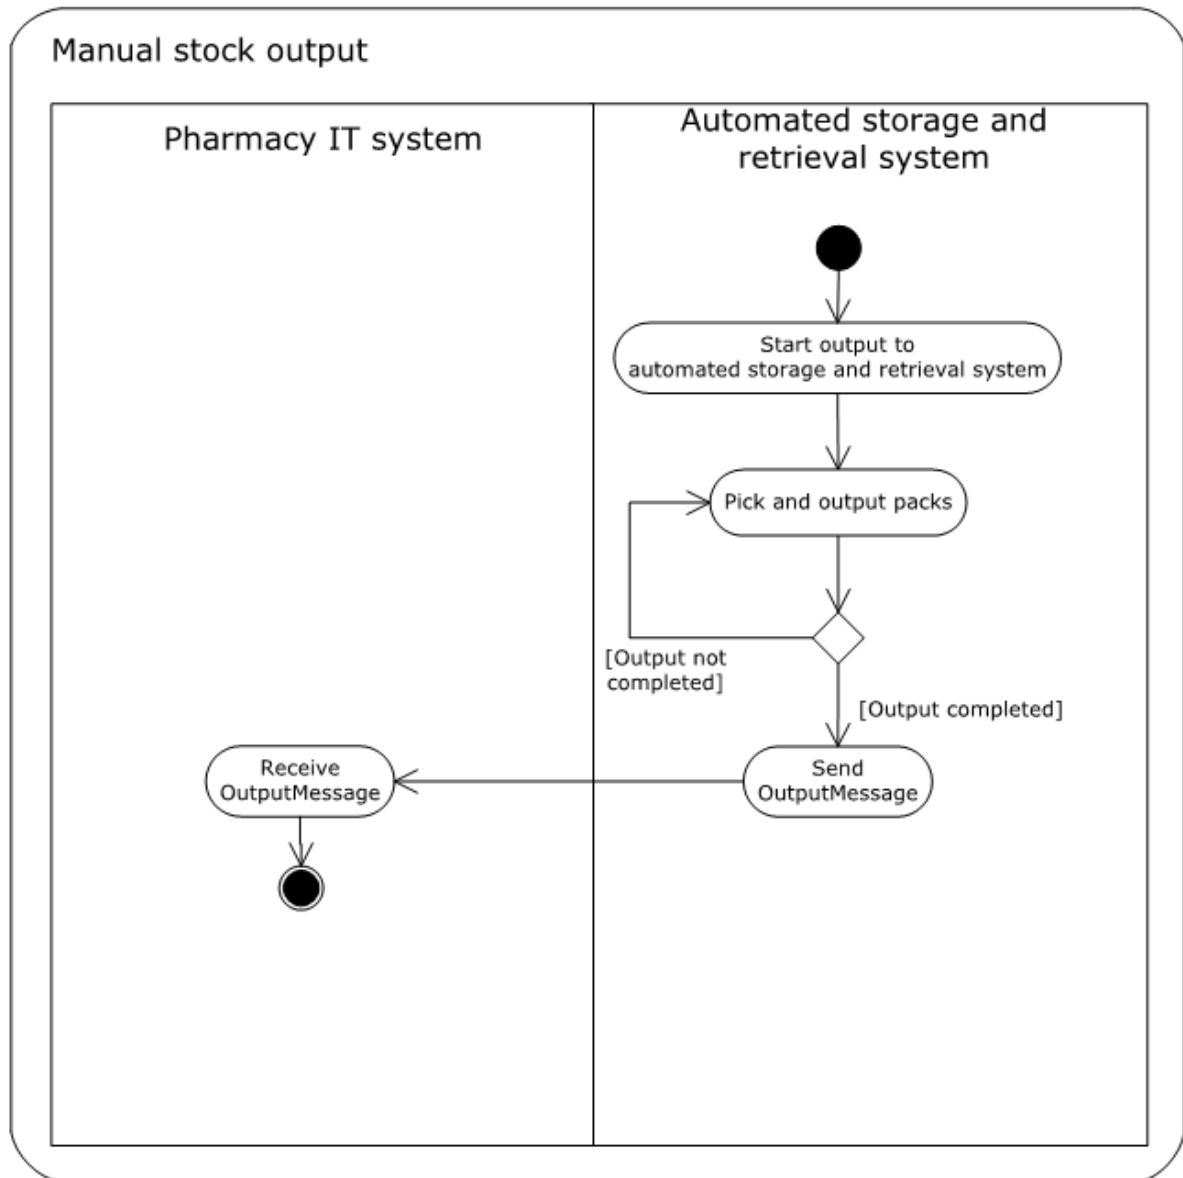 Manual stock output
Pharmacy IT system
Automated storage and
retrieval system
Start output to
automated storage and retrieval system
Pick and output packs
[Output not
completed]
[Output completed]
Receive
OutputMessage
Send
OutputMessage